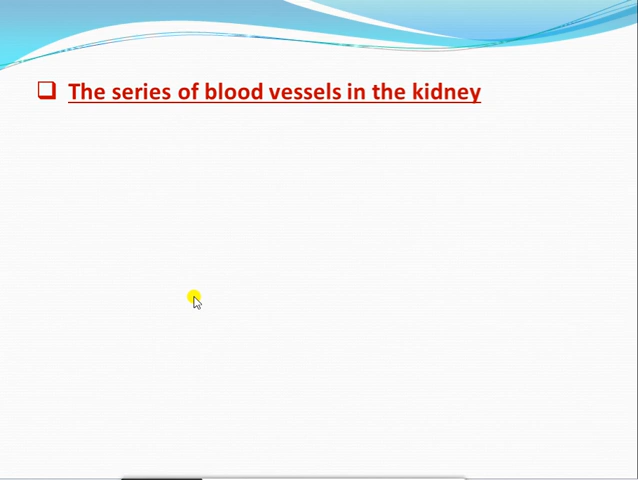 The series of blood vessels in the kidney